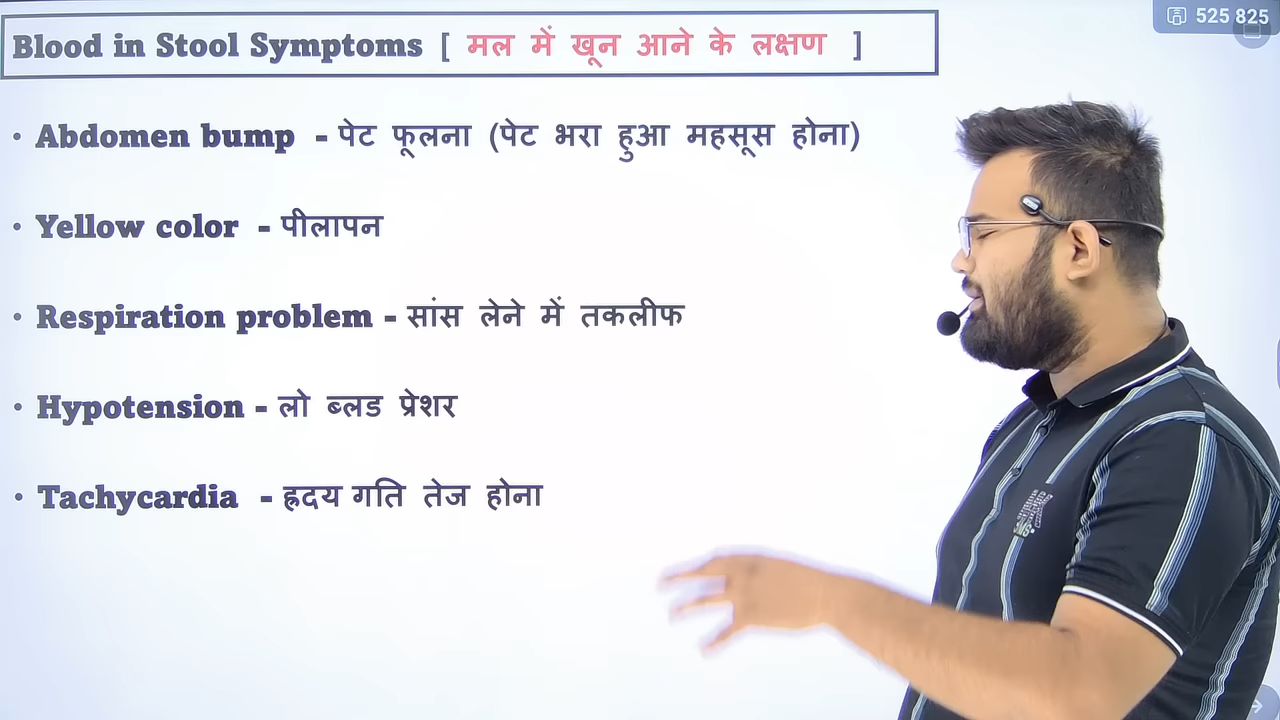 525 825
Blood in Stool Symptoms [ मल में खून आने के लक्षण ]
• Abdomen bump - पेट फूलना (पेट भरा हुआ महसूस होना)
• Yellow color - पीलापन
• Respiration problem - सांस लेने में तकलीफ
• Hypotension - लो ब्लड प्रेशर
• Tachycardia - ह्रदय गति तेज होना